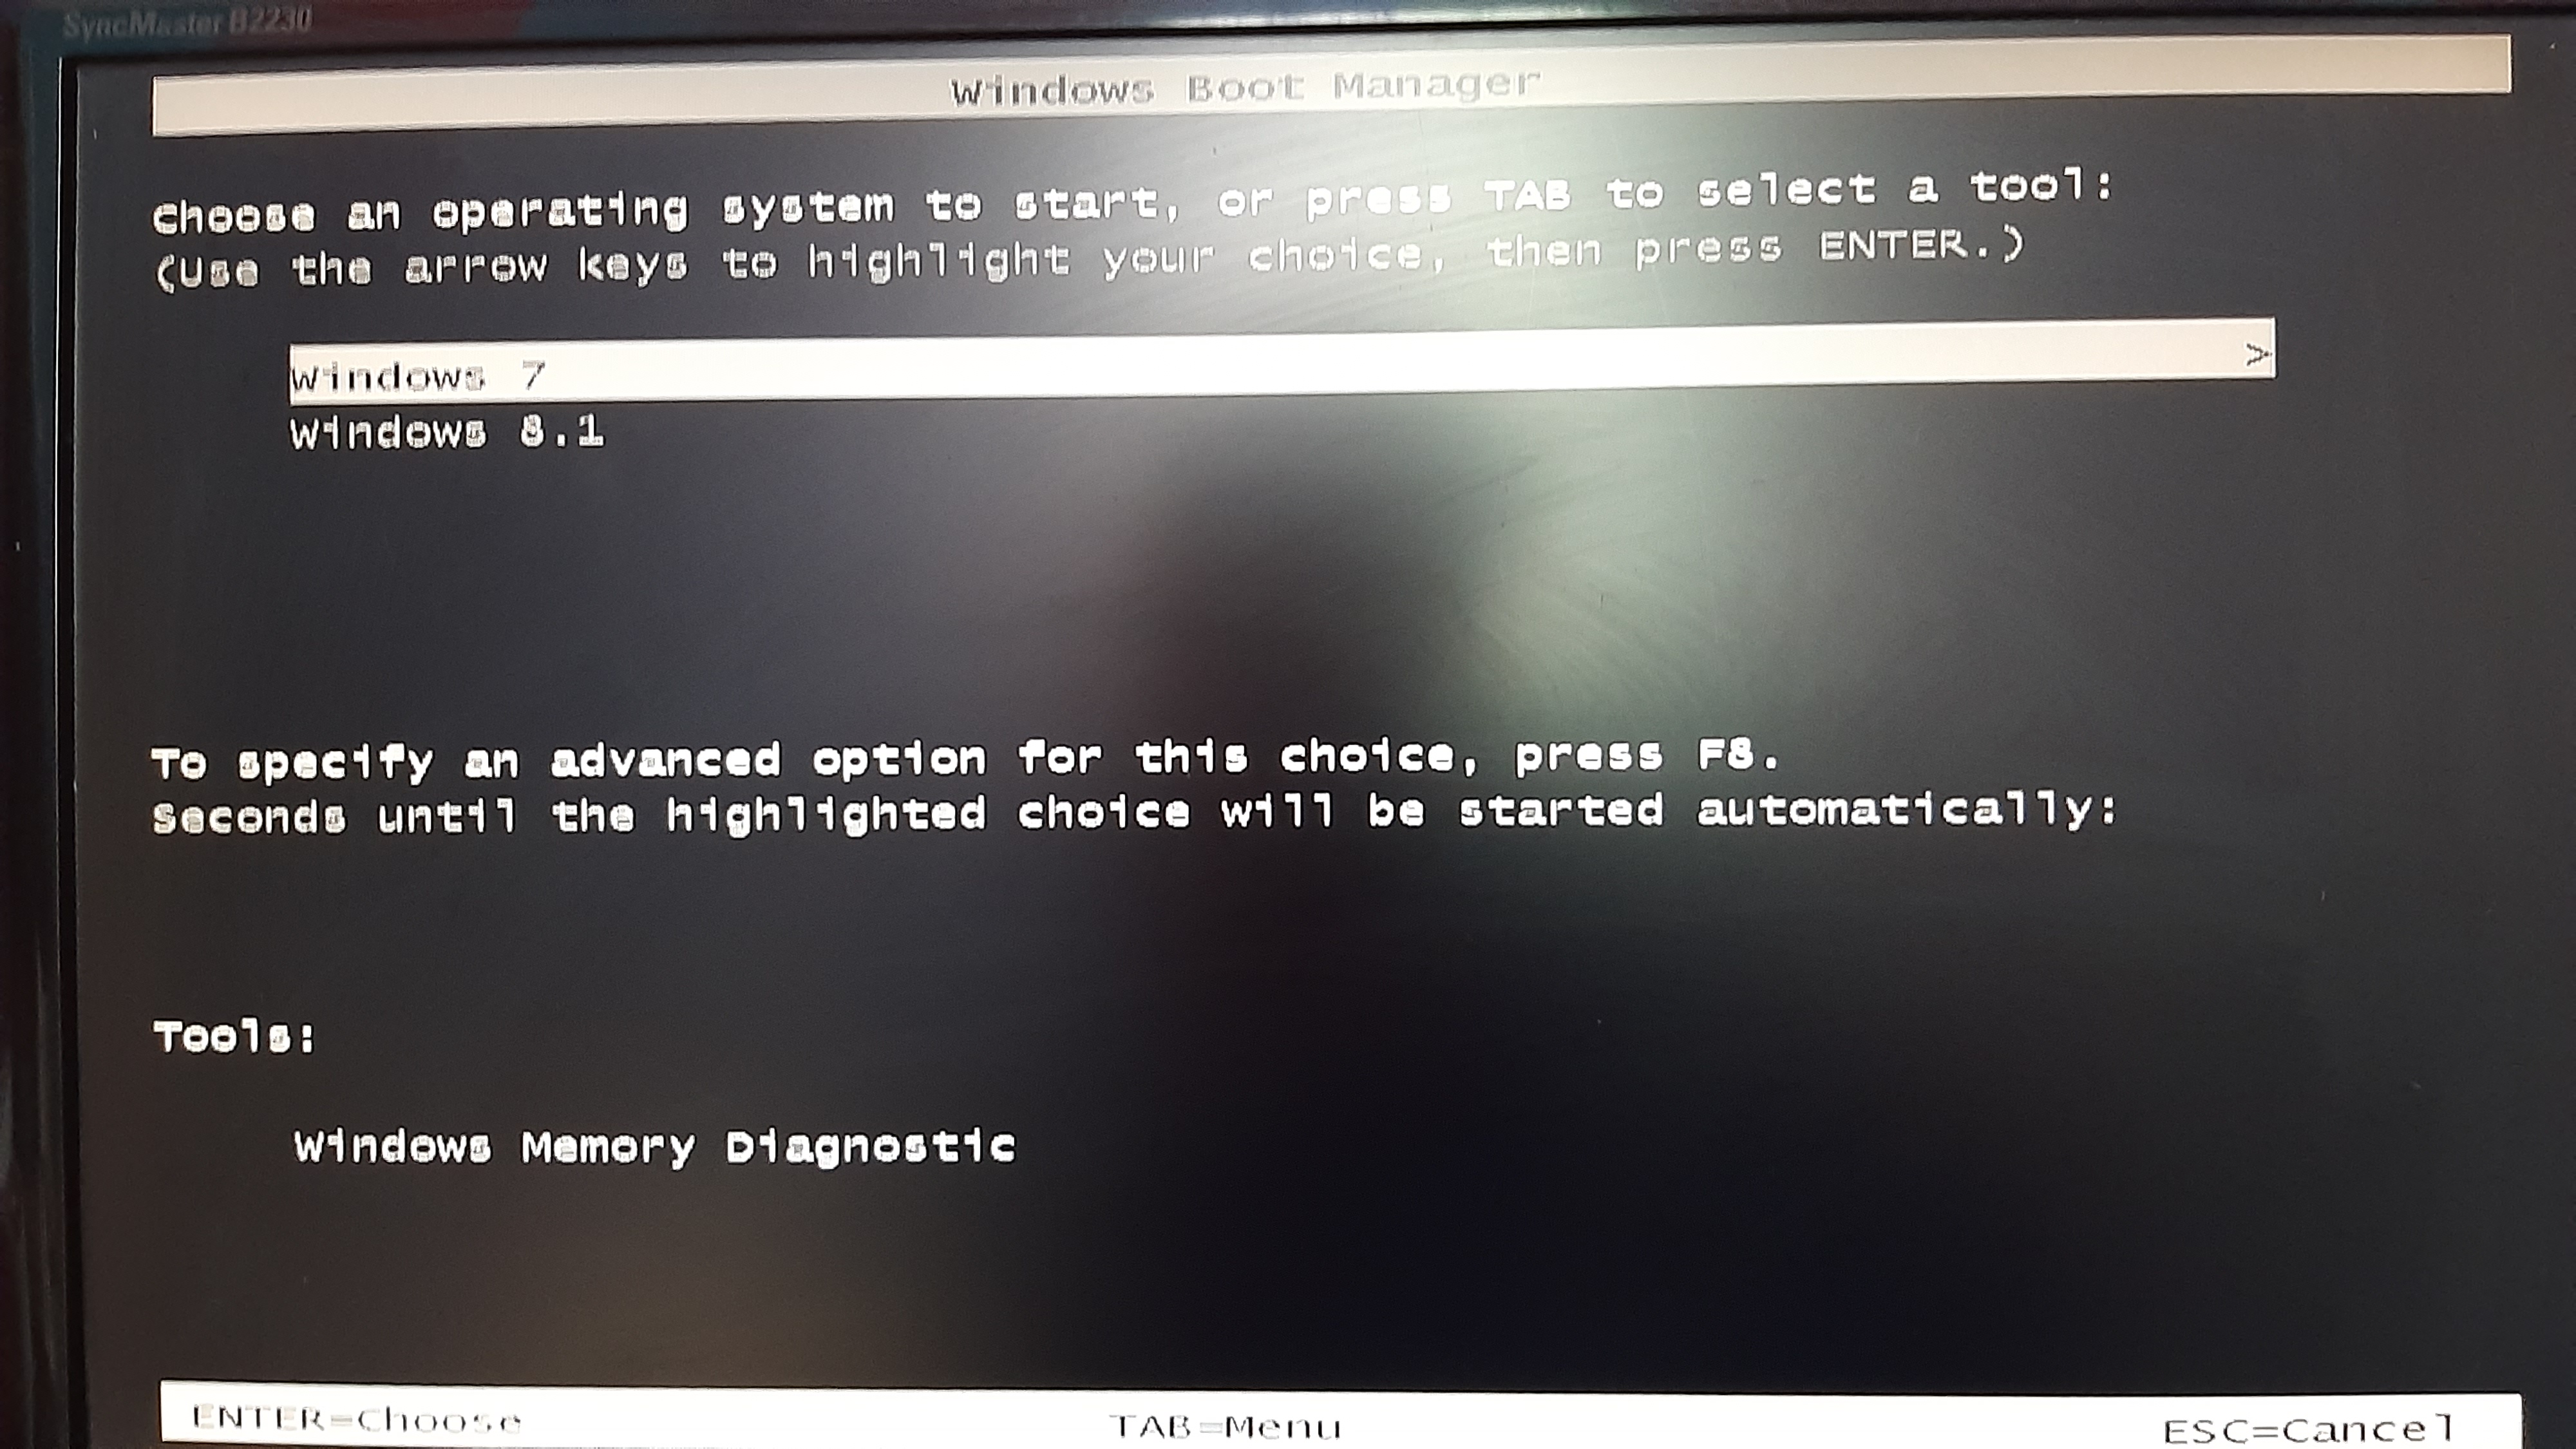 SyncMaster B2230
Windows Boot Manager
Choose an operating system to start, or press TAB to select a tool:
(Use the arrow keys to highlight your choice, then press ENTER.)
Windows 7 >
Windows 8.1
To specify an advanced option for this choice, press F8.
Seconds until the highlighted choice will be started automatically:
Tools:
Windows Memory Diagnostic
ENTER=Choose TAB=Menu ESC=Cancel